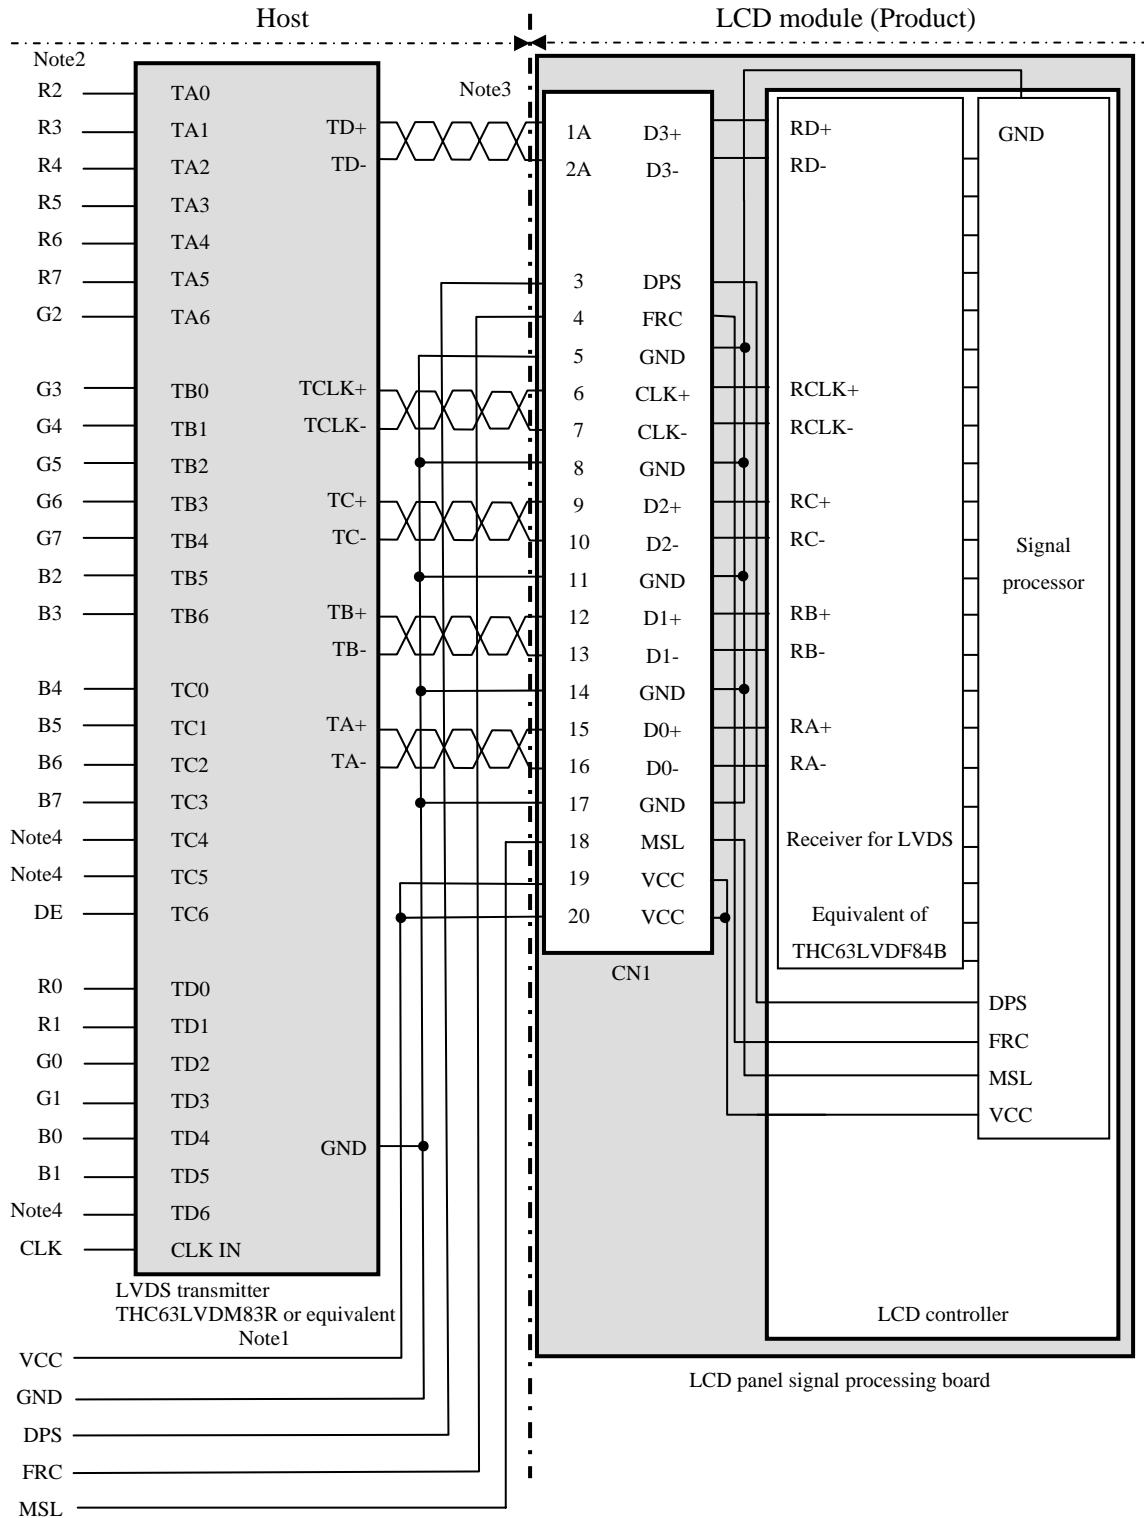 Host
LCD module (Product)
Note2
Note3
R2 TA0
R3 TA1
R4 TA2
R5 TA3
R6 TA4
R7 TA5
G2 TA6
G3 TB0
G4 TB1
G5 TB2
G6 TB3
G7 TB4
B2 TB5
B3 TB6
B4 TC0
B5 TC1
B6 TC2
B7 TC3
Note4 TC4
Note4 TC5
DE TC6
R0 TD0
R1 TD1
G0 TD2
G1 TD3
B0 TD4
B1 TD5
Note4 TD6
CLK CLK IN
TD+
TD-
TCLK+
TCLK-
TC+
TC-
TB+
TB-
TA+
TA-
GND
LVDS transmitter
THC63LVDM83R or equivalent
Note1
VCC
GND
DPS
FRC
MSL
1A D3+
2A D3-
3 DPS
4 FRC
5 GND
6 CLK+
7 CLK-
8 GND
9 D2+
10 D2-
11 GND
12 D1+
13 D1-
14 GND
15 D0+
16 D0-
17 GND
18 MSL
19 VCC
20 VCC
CN1
RD+
RD-
RCLK+
RCLK-
RC+
RC-
RB+
RB-
RA+
RA-
Receiver for LVDS
Equivalent of
THC63LVDF84B
GND
Signal
processor
DPS
FRC
MSL
VCC
LCD controller
LCD panel signal processing board